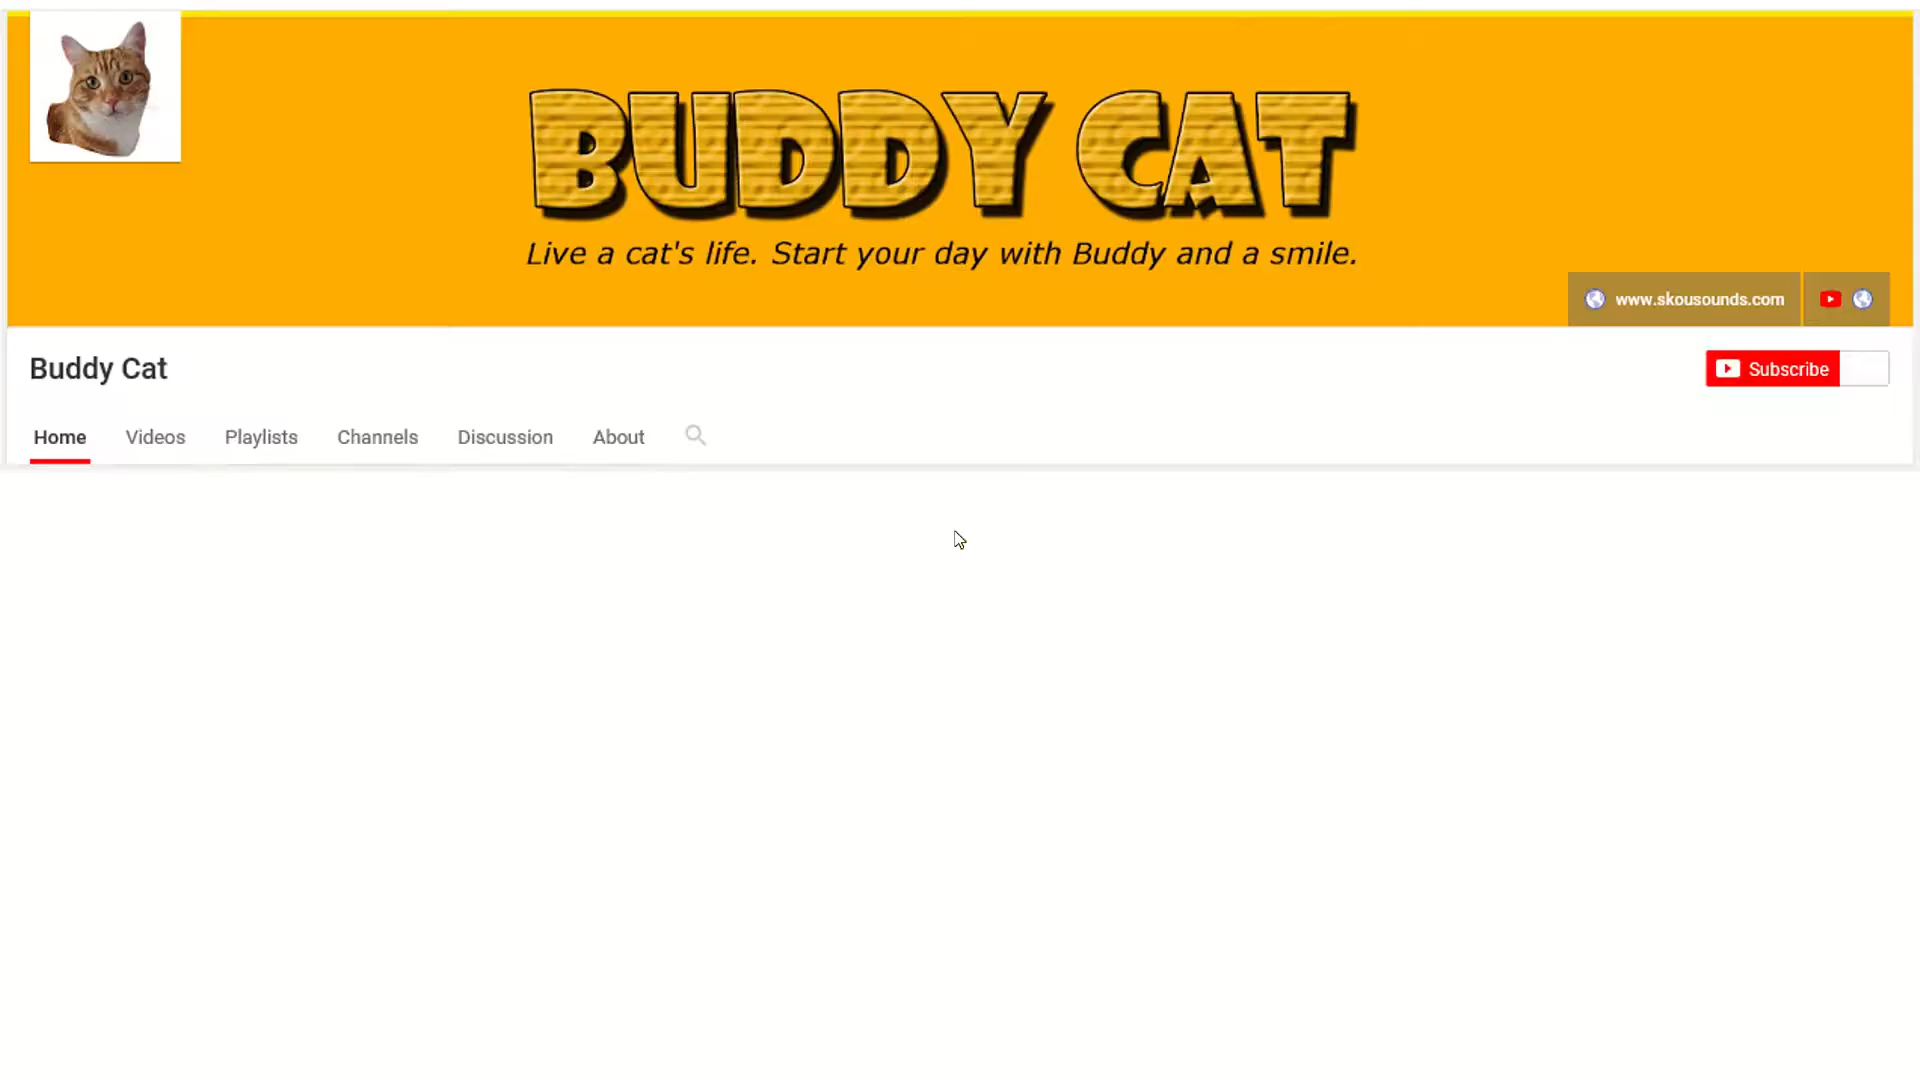 BUDDY CAT
Live a cat's life. Start your day with Buddy and a smile.
www.skousounds.com
Buddy Cat
Subscribe
Home Videos Playlists Channels Discussion About